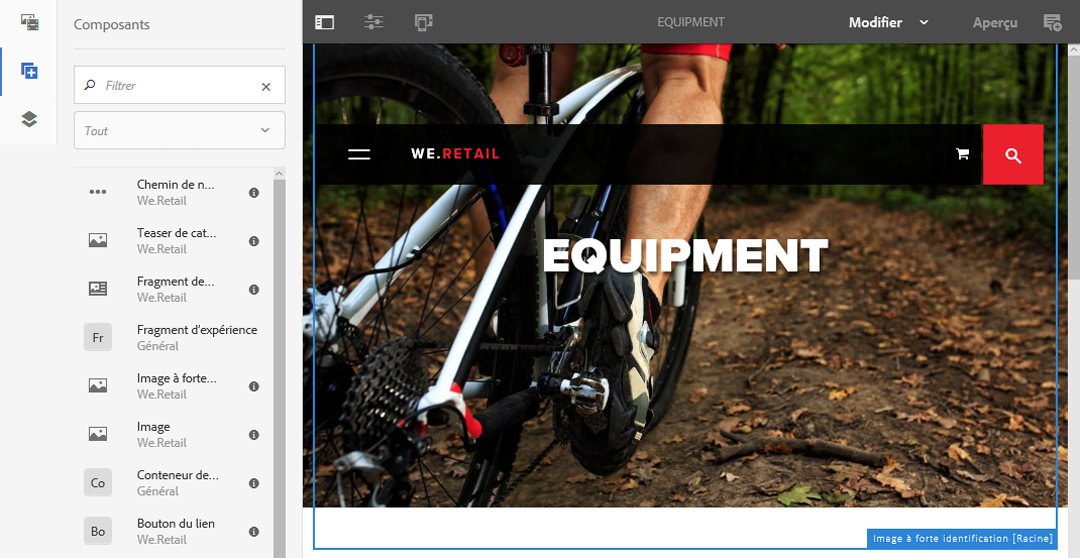 Composants
Filtrer
Tout
Chemin de n...
We.Retail
Teaser de cat...
We.Retail
Fragment de...
We.Retail
Fr
Fragment d'expérience
Général
Image à forte...
We.Retail
Image
We.Retail
Co
Conteneur de...
Général
Bo
Bouton du lien
We.Retail
EQUIPMENT
Modifier
Aperçu
WE.RETAIL
EQUIPMENT
Image à forte identification [Racine]